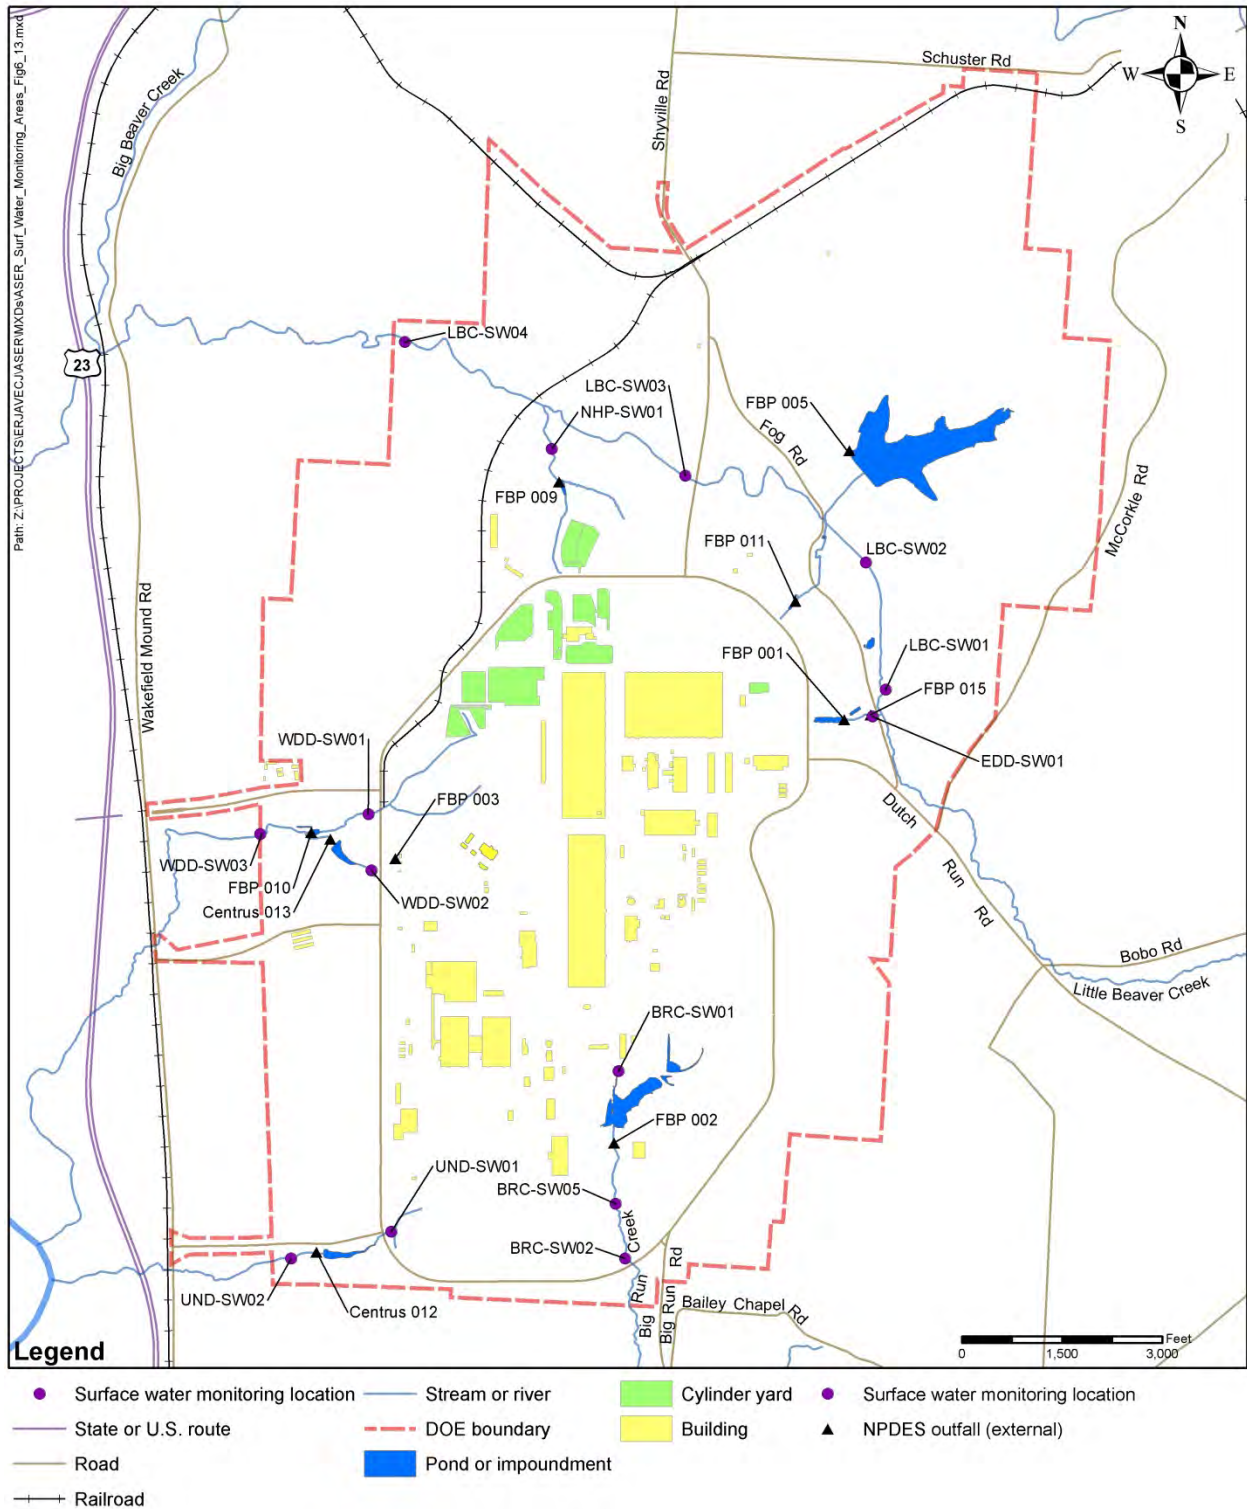 Path: Z:\PROJECTS\ERJAVECJ\ASER\MXDs\ASER_Surf_Water_Monitoring_Areas_Fig6_13.mxd
N
W
E
S
Schuster Rd
Shyville Rd
Big Beaver Creek
LBC-SW04
23
LBC-SW03
NHP-SW01
FBP 005
Fog Rd
McCorkle Rd
FBP 009
FBP 011
LBC-SW02
Wakefield Mound Rd
FBP 001
LBC-SW01
FBP 015
WDD-SW01
EDD-SW01
FBP 003
Dutch Run Rd
WDD-SW03
FBP 010
Centrus 013
WDD-SW02
Bobo Rd
Little Beaver Creek
BRC-SW01
FBP 002
UND-SW01
BRC-SW05
BRC-SW02
Big Run Creek
Big Run Rd
UND-SW02
Centrus 012
Bailey Chapel Rd
Feet
0 1,500 3,000
Legend
Surface water monitoring location
Stream or river
Cylinder yard
Surface water monitoring location
State or U.S. route
DOE boundary
Building
NPDES outfall (external)
Road
Pond or impoundment
Railroad